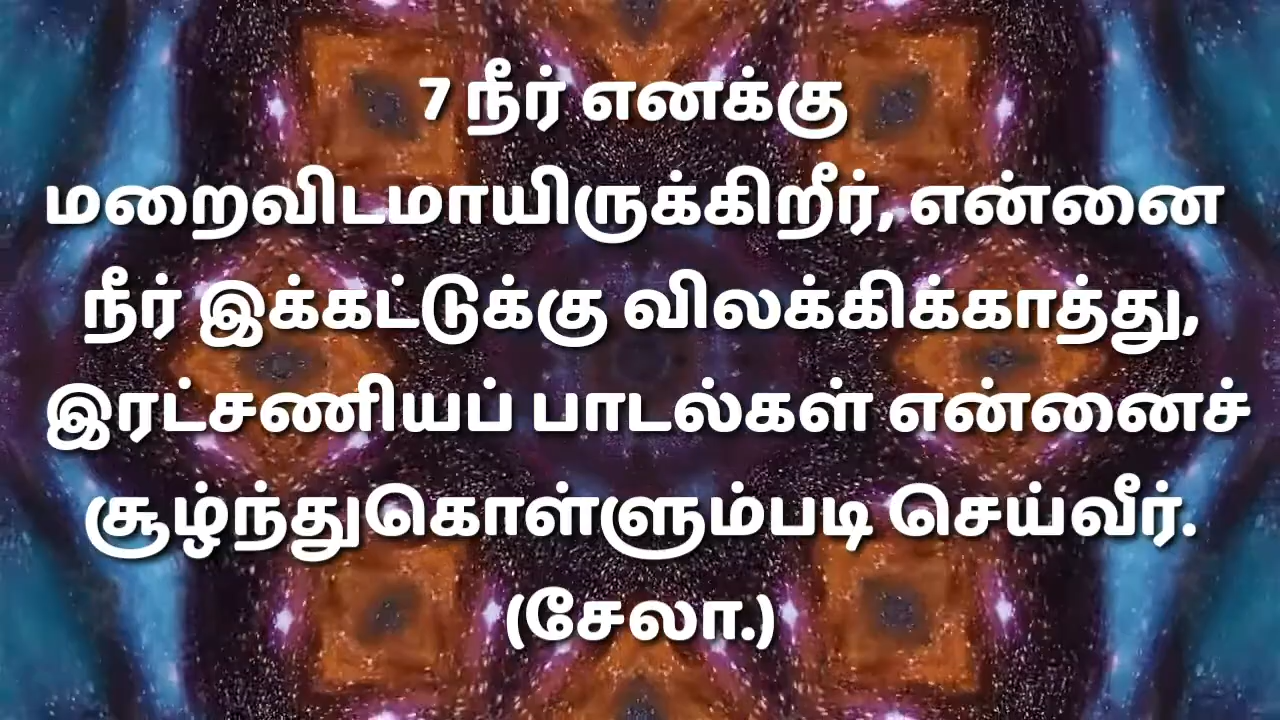 7 நீர் எனக்கு
மறைவிடமாயிருக்கிறீர், என்னை
நீர் இக்கட்டுக்கு விலக்கிக்காத்து,
இரட்சணியப் பாடல்கள் என்னைச்
சூழ்ந்துகொள்ளும்படி செய்வீர்.
(சேலா.)